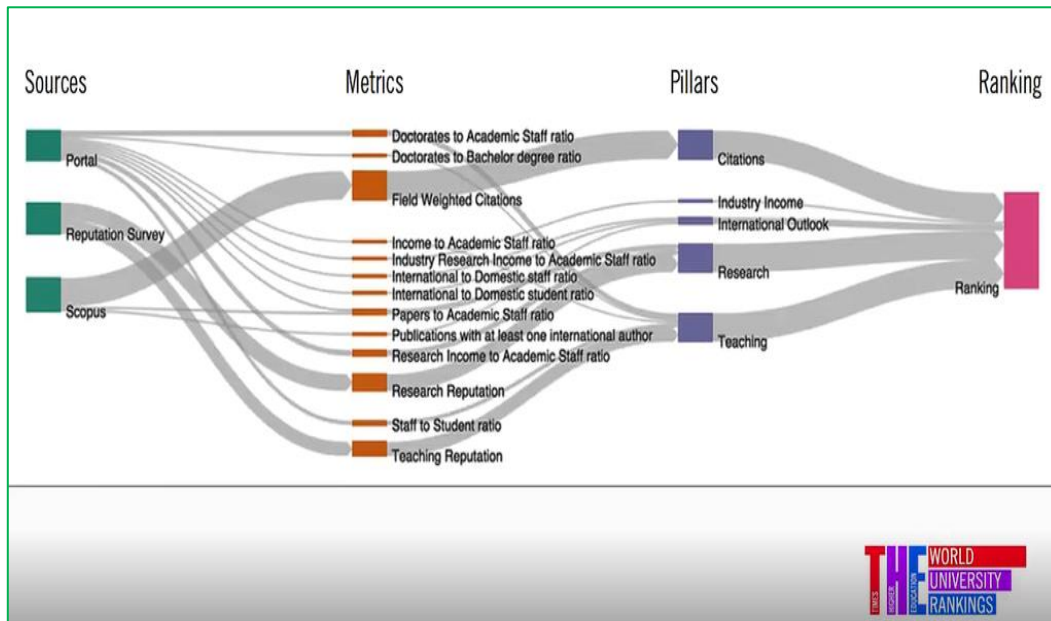 Sources
Metrics
Pillars
Ranking
Portal
Reputation Survey
Scopus
Doctorates to Academic Staff ratio
Doctorates to Bachelor degree ratio
Field Weighted Citations
Income to Academic Staff ratio
Industry Research Income to Academic Staff ratio
International to Domestic staff ratio
International to Domestic student ratio
Papers to Academic Staff ratio
Publications with at least one international author
Research Income to Academic Staff ratio
Research Reputation
Staff to Student ratio
Teaching Reputation
Citations
Industry Income
International Outlook
Research
Teaching
Ranking
THE
TIMES
HIGHER
EDUCATION
WORLD
UNIVERSITY
RANKINGS